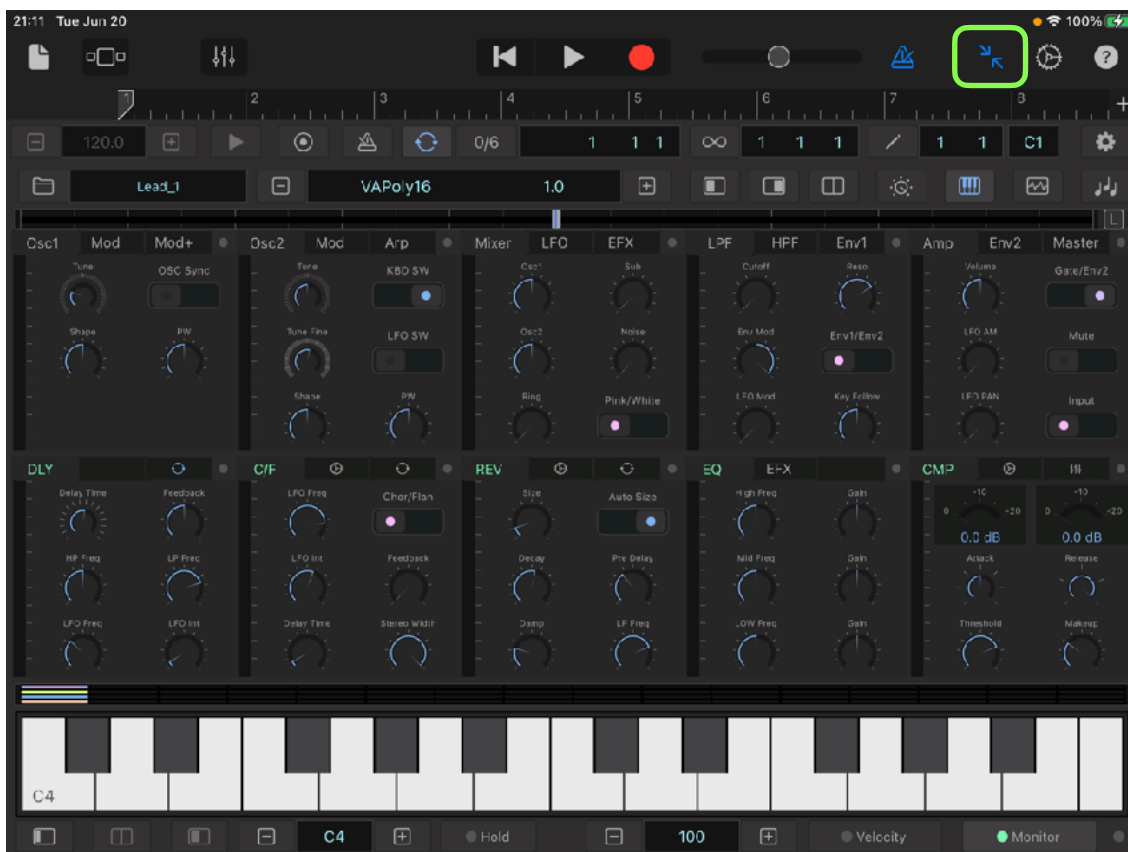 21:11 Tue Jun 20 100%
1 2 3 4 5 6 7 8
120.0 0/6 1 1 1 1 1 1 1 1 C1
Lead_1 VAPoly16 1.0
L
Osc1 Mod Mod+ Osc2 Mod Arp Mixer LFO EFX LPF HPF Env1 Amp Env2 Master
Tune OSC Sync Tune KBD SW Osc1 Sub Cutoff Reso Volume Gate/Env2
Shape PW Tune Fine LFO SW Osc2 Noise Env Mod Env1/Env2 LFO AM Mute
Shape PW Ring Pink/White LFO Mod Key Follow LFO PAN Input
DLY C/F REV EQ EFX CMP
Delay Time Feedback LFO Freq Chor/Flan Size Auto Size High Freq Gain -10 -10
0 -20 0 -20
0.0 dB 0.0 dB
HP Freq LP Freq LFO Int Feedback Decay Pre Delay Mid Freq Gain Attack Release
LFO Freq LFO Int Delay Time Stereo Width Damp LP Freq LOW Freq Gain Threshold Makeup
C4
C4 Hold 100 Velocity Monitor